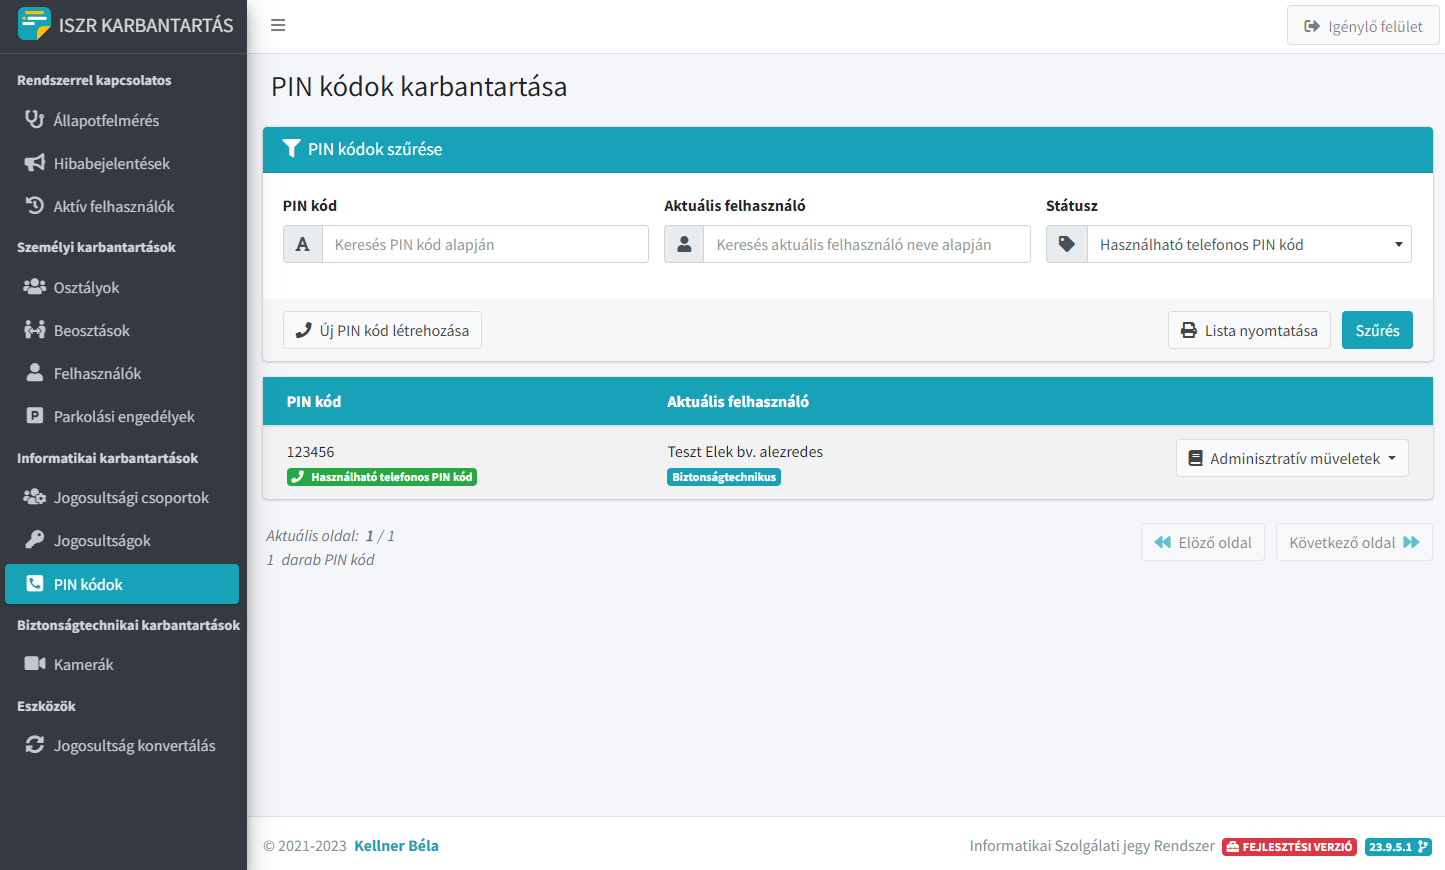 ISZR KARBANTARTÁS
Igénylő felület
Rendszerrel kapcsolatos
Állapotfelmérés
Hibabejelentések
Aktív felhasználók
Személyi karbantartások
Osztályok
Beosztások
Felhasználók
Parkolási engedélyek
Informatikai karbantartások
Jogosultsági csoportok
Jogosultságok
PIN kódok
Biztonságtechnikai karbantartások
Kamerák
Eszközök
Jogosultság konvertálás
PIN kódok karbantartása
PIN kódok szűrése
PIN kód
Aktuális felhasználó
Státusz
Keresés PIN kód alapján
Keresés aktuális felhasználó neve alapján
Használható telefonos PIN kód
Új PIN kód létrehozása
Lista nyomtatása
Szűrés
PIN kód
Aktuális felhasználó
123456
Teszt Elek bv. alezredes
Használható telefonos PIN kód
Biztonságtechnikus
Adminisztratív müveletek
Aktuális oldal: 1 / 1
1 darab PIN kód
Elöző oldal
Következő oldal
© 2021-2023 Kellner Béla
Informatikai Szolgálati jegy Rendszer
FEJLESZTÉSI VERZIÓ
23.9.5.1